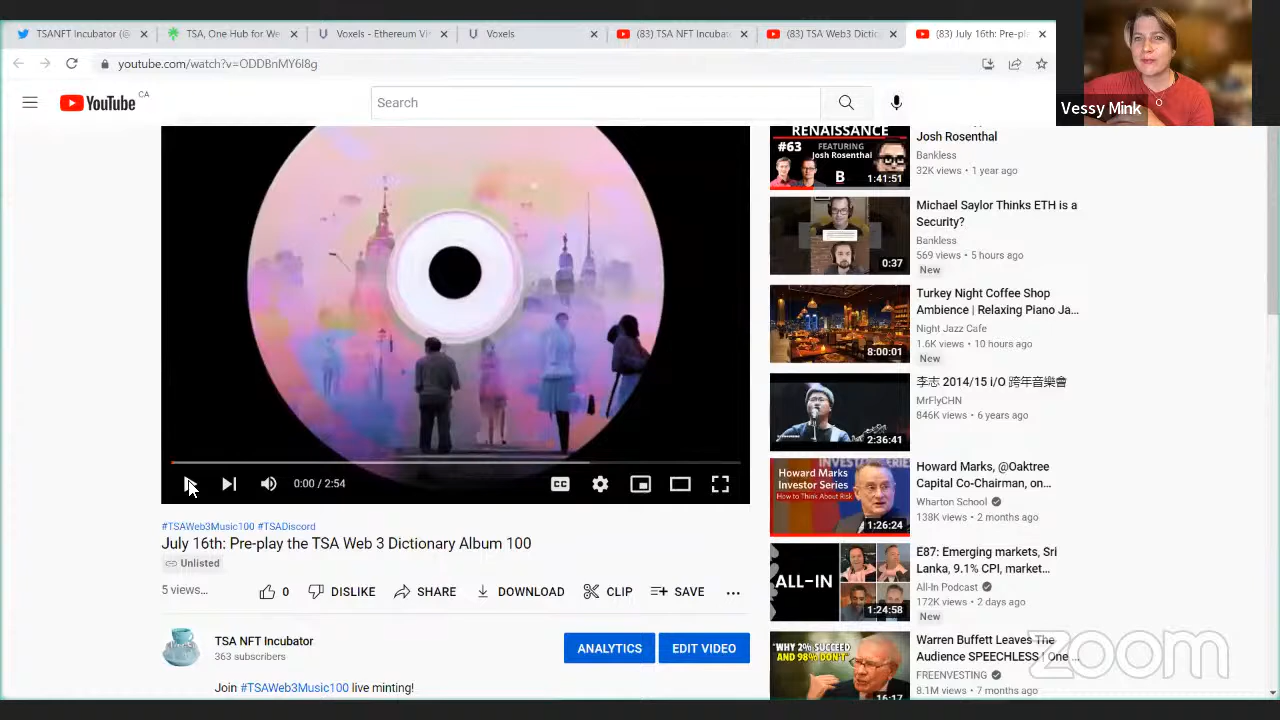 TSANFT Incubator (@
TSA, One Hub for We
Voxels - Ethereum Vi
Voxels
(83) TSA NFT Incubat
(83) TSA Web3 Dictio
(83) July 16th: Pre-pl
youtube.com/watch?v=ODDBnMY6l8g
Vessy Mink
YouTube CA
Search
RENAISSANCE
#63 FEATURING
Josh Rosenthal
B
1:41:51
Josh Rosenthal
Bankless
32K views • 1 year ago
0:37
Michael Saylor Thinks ETH is a
Security?
Bankless
569 views • 5 hours ago
New
8:00:01
Turkey Night Coffee Shop
Ambience | Relaxing Piano Ja...
Night Jazz Cafe
1.6K views • 10 hours ago
New
2:36:41
李志 2014/15 i/O 跨年音樂會
MrFlyCHN
846K views • 6 years ago
INVESTOR SERIE
Howard Marks
Investor Series
How to Think About Risk
1:26:24
Howard Marks, @Oaktree
Capital Co-Chairman, on...
Wharton School
138K views • 2 months ago
ALL-IN
1:24:58
E87: Emerging markets, Sri
Lanka, 9.1% CPI, market...
All-In Podcast
172K views • 2 days ago
New
"WHY 2% SUCCEED
AND 98% DON'T"
16:17
Warren Buffett Leaves The
Audience SPEECHLESS | One ...
FREENVESTING
8.1M views • 7 months ago
0:00 / 2:54
CC
#TSAWeb3Music100 #TSADiscord
July 16th: Pre-play the TSA Web 3 Dictionary Album 100
Unlisted
5 views...
0
DISLIKE
SHARE
DOWNLOAD
CLIP
SAVE
TSA NFT Incubator
363 subscribers
ANALYTICS
EDIT VIDEO
Join #TSAWeb3Music100 live minting!
zoom